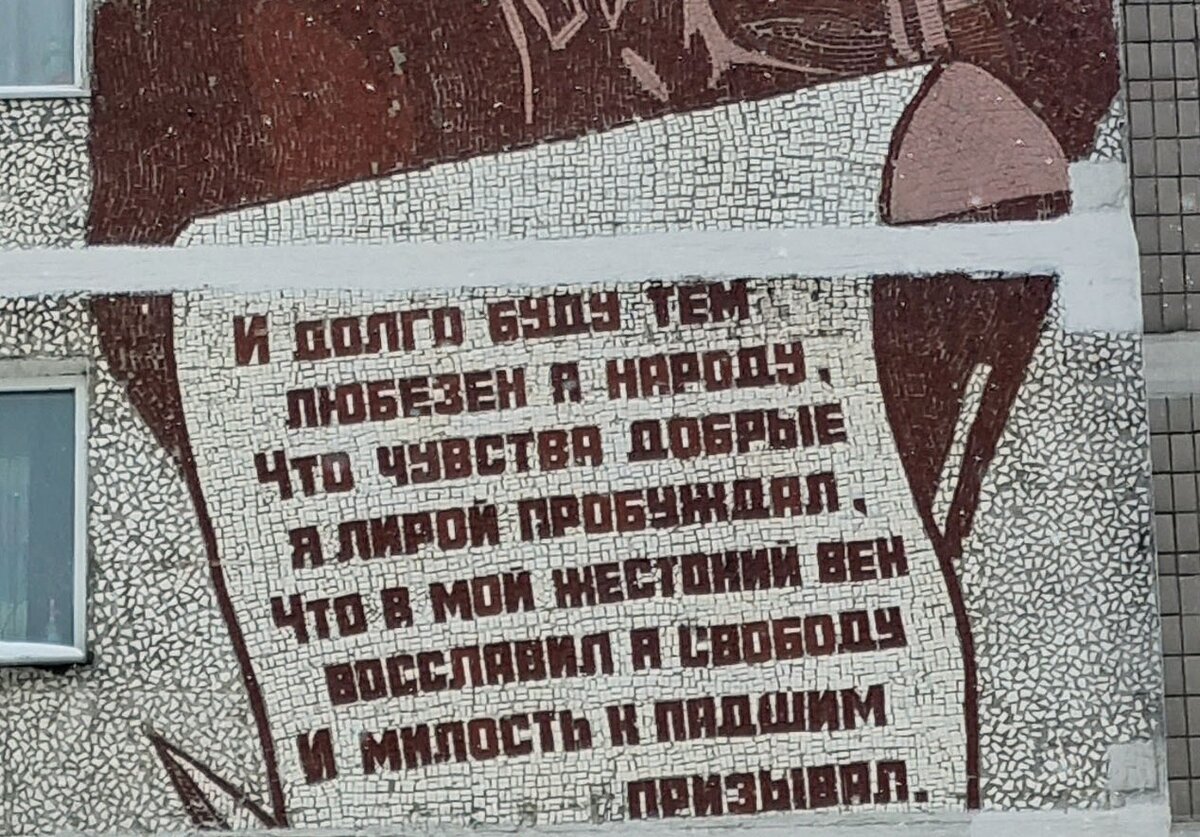 И ДОЛГО БУДУ ТЕМ
ЛЮБЕЗЕН Я НАРОДУ,
ЧТО ЧУВСТВА ДОБРЫЕ
Я ЛИРОЙ ПРОБУЖДАЛ,
ЧТО В МОЙ ЖЕСТОКИЙ ВЕК
ВОССЛАВИЛ Я СВОБОДУ
И МИЛОСТЬ К ПАДШИМ
ПРИЗЫВАЛ.